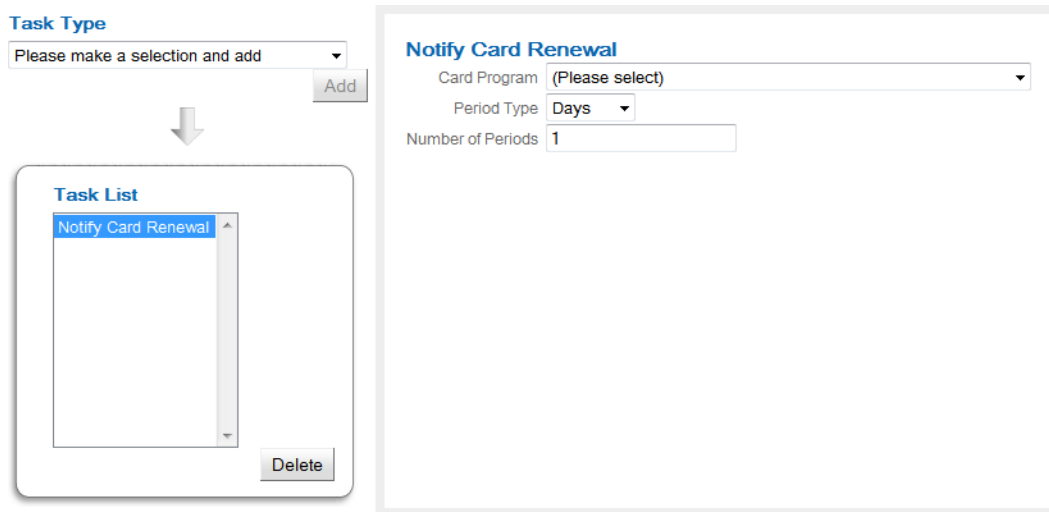 Task Type
Please make a selection and add
Add
Task List
Notify Card Renewal
Delete
Notify Card Renewal
Card Program (Please select)
Period Type Days
Number of Periods 1